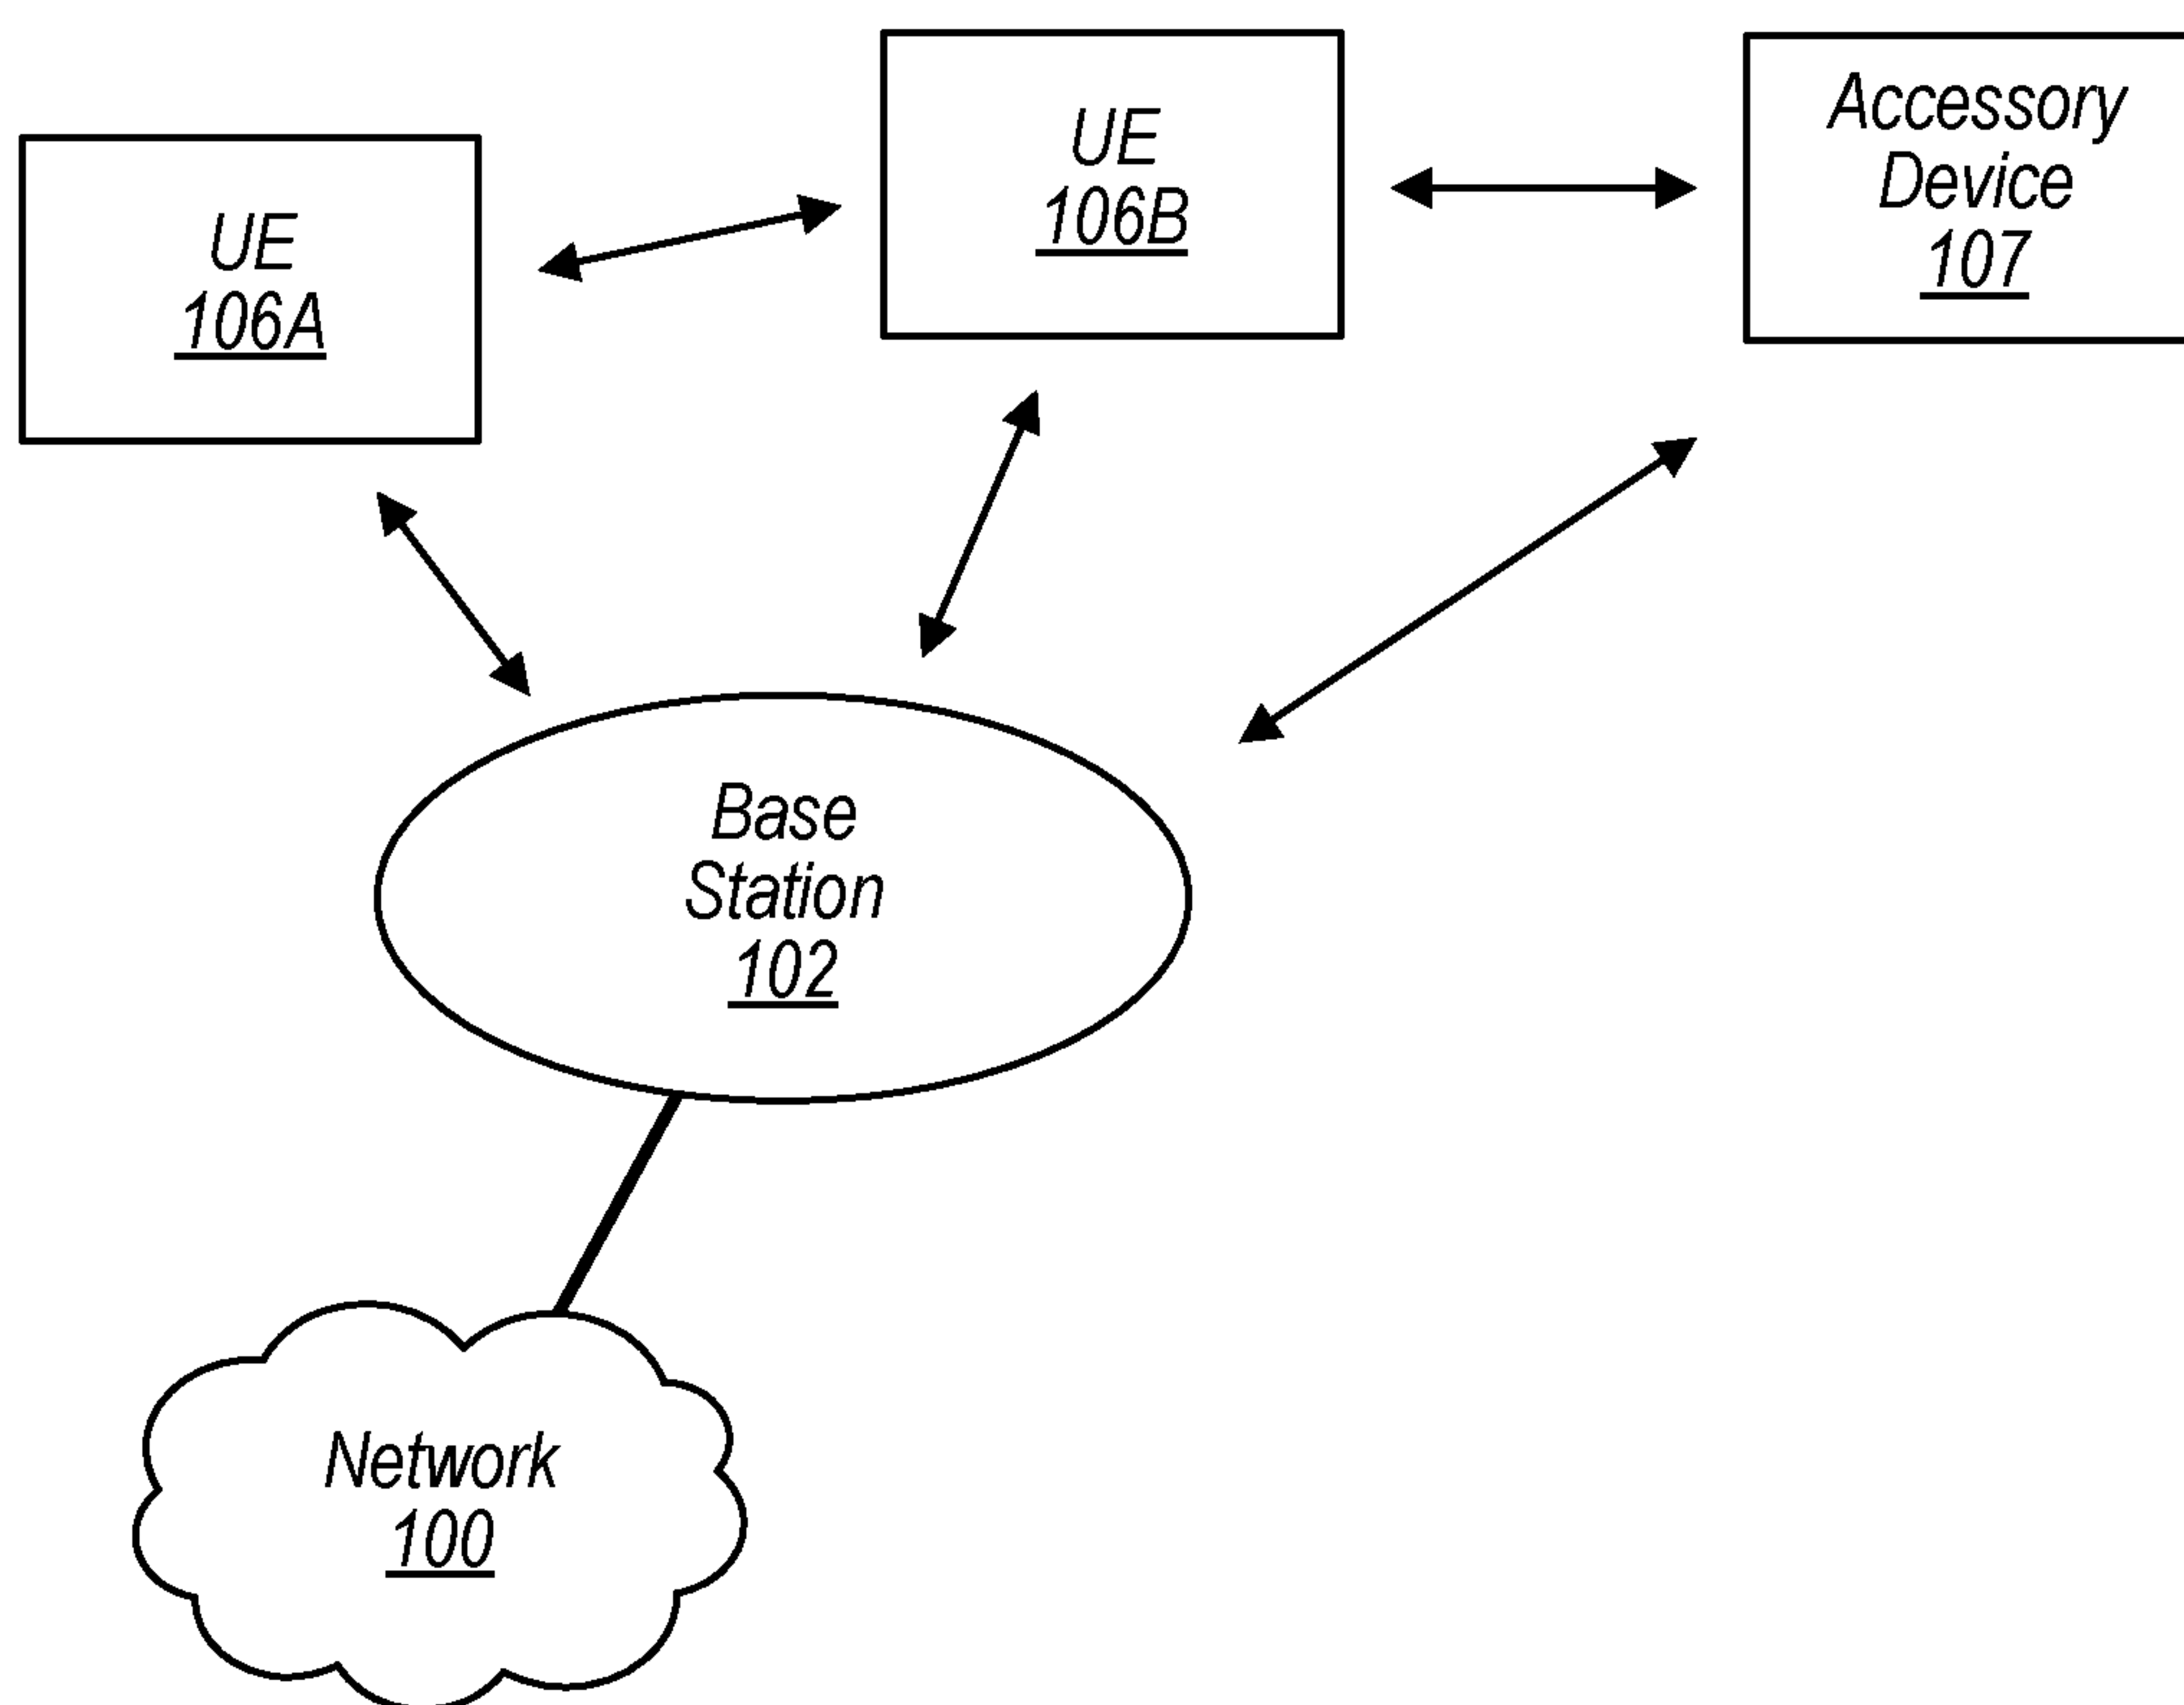 UE
106A
UE
106B
Accessory
Device
107
Base
Station
102
Network
100